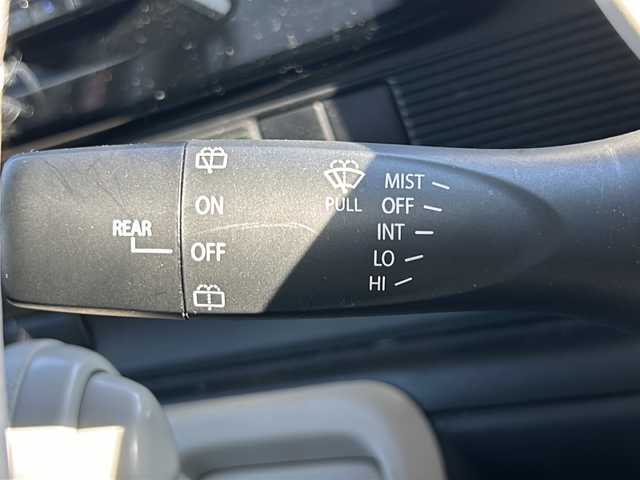 REAR
ON
OFF
PULL
MIST
OFF
INT
LO
HI